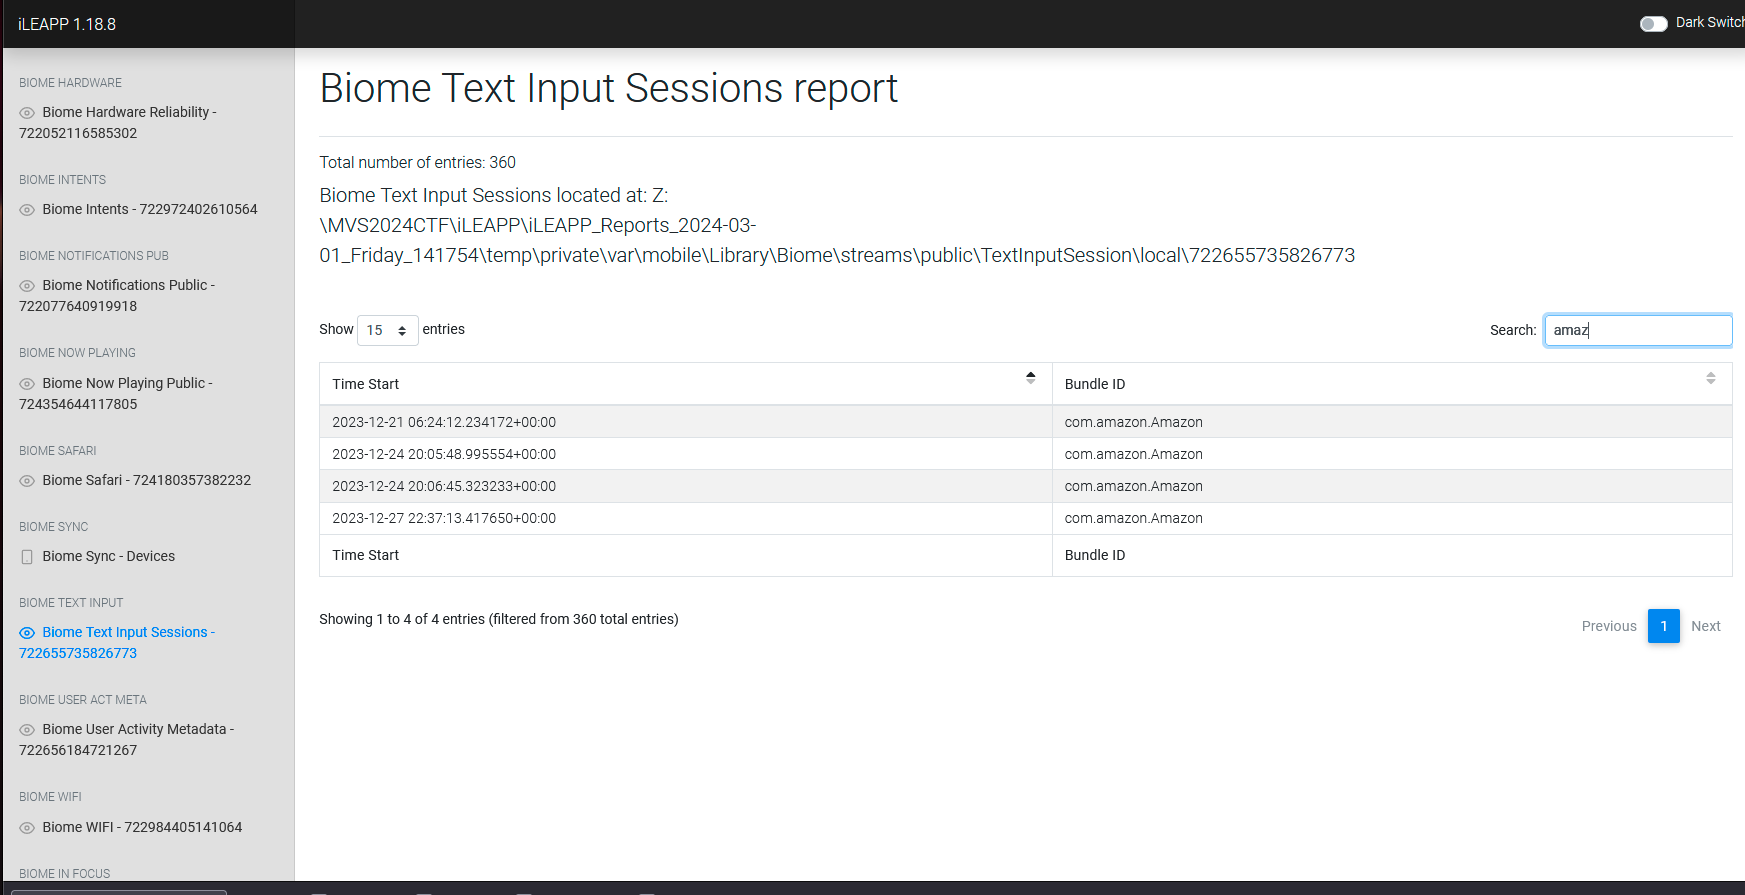 iLEAPP 1.18.8
Dark Switch
BIOME HARDWARE
Biome Hardware Reliability -
722052116585302
BIOME INTENTS
Biome Intents - 722972402610564
BIOME NOTIFICATIONS PUB
Biome Notifications Public -
722077640919918
BIOME NOW PLAYING
Biome Now Playing Public -
724354644117805
BIOME SAFARI
Biome Safari - 724180357382232
BIOME SYNC
Biome Sync - Devices
BIOME TEXT INPUT
Biome Text Input Sessions -
722655735826773
BIOME USER ACT META
Biome User Activity Metadata -
722656184721267
BIOME WIFI
Biome WIFI - 722984405141064
BIOME IN FOCUS
Biome Text Input Sessions report
Total number of entries: 360
Biome Text Input Sessions located at: Z:
\MVS2024CTF\iLEAPP\iLEAPP_Reports_2024-03-
01_Friday_141754\temp\private\var\mobile\Library\Biome\streams\public\TextInputSession\local\722655735826773
Show 15 entries
Search: amaz
Time Start Bundle ID
2023-12-21 06:24:12.234172+00:00 com.amazon.Amazon
2023-12-24 20:05:48.995554+00:00 com.amazon.Amazon
2023-12-24 20:06:45.323233+00:00 com.amazon.Amazon
2023-12-27 22:37:13.417650+00:00 com.amazon.Amazon
Time Start Bundle ID
Showing 1 to 4 of 4 entries (filtered from 360 total entries)
Previous 1 Next